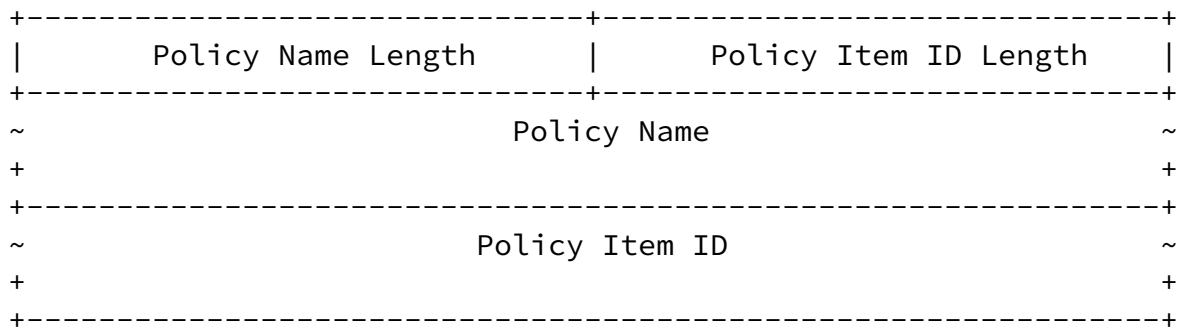 +-------------------------------+-------------------------------+
|       Policy Name Length      |      Policy Item ID Length    |
+-------------------------------+-------------------------------+
~                           Policy Name                         ~
+                                                               +
+---------------------------------------------------------------+
~                         Policy Item ID                        ~
+                                                               +
+---------------------------------------------------------------+